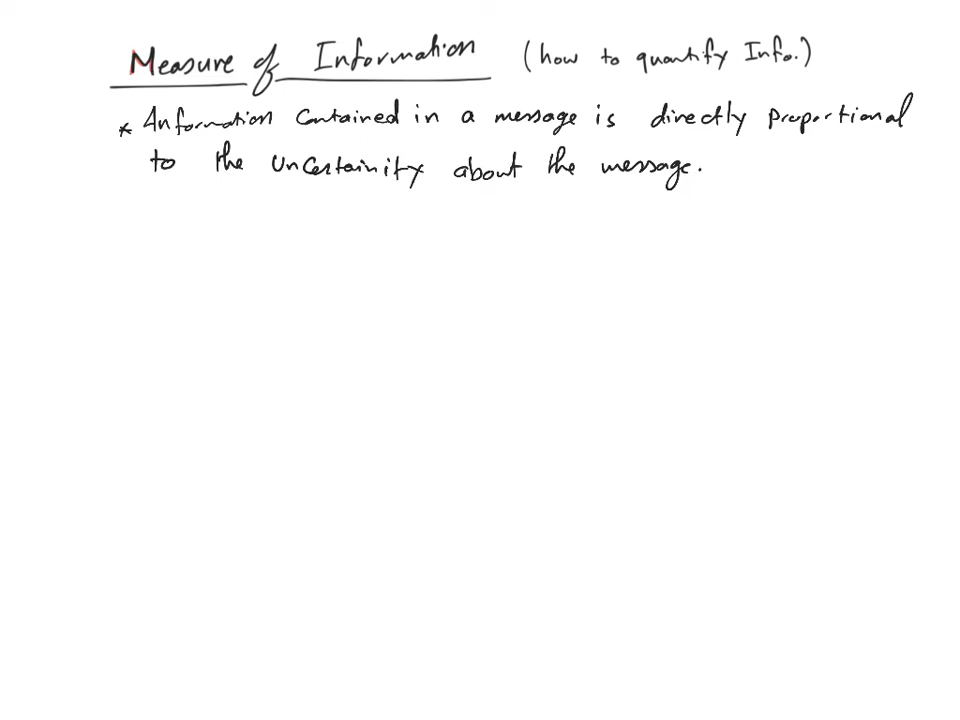 Measure of Information (how to quantify Info.)
* Information Contained in a message is directly proportional
to the Uncertainity about the message.